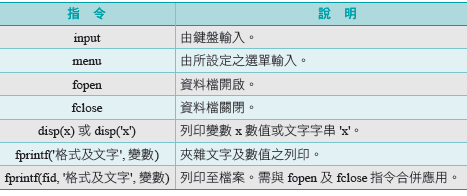 指 令 說 明
input 由鍵盤輸入。
menu 由所設定之選單輸入。
fopen 資料檔開啟。
fclose 資料檔關閉。
disp(x) 或 disp('x') 列印變數 x 數值或文字字串 'x'。
fprintf('格式及文字', 變數) 夾雜文字及數值之列印。
fprintf(fid, '格式及文字', 變數) 列印至檔案。需與 fopen 及 fclose 指令合併應用。